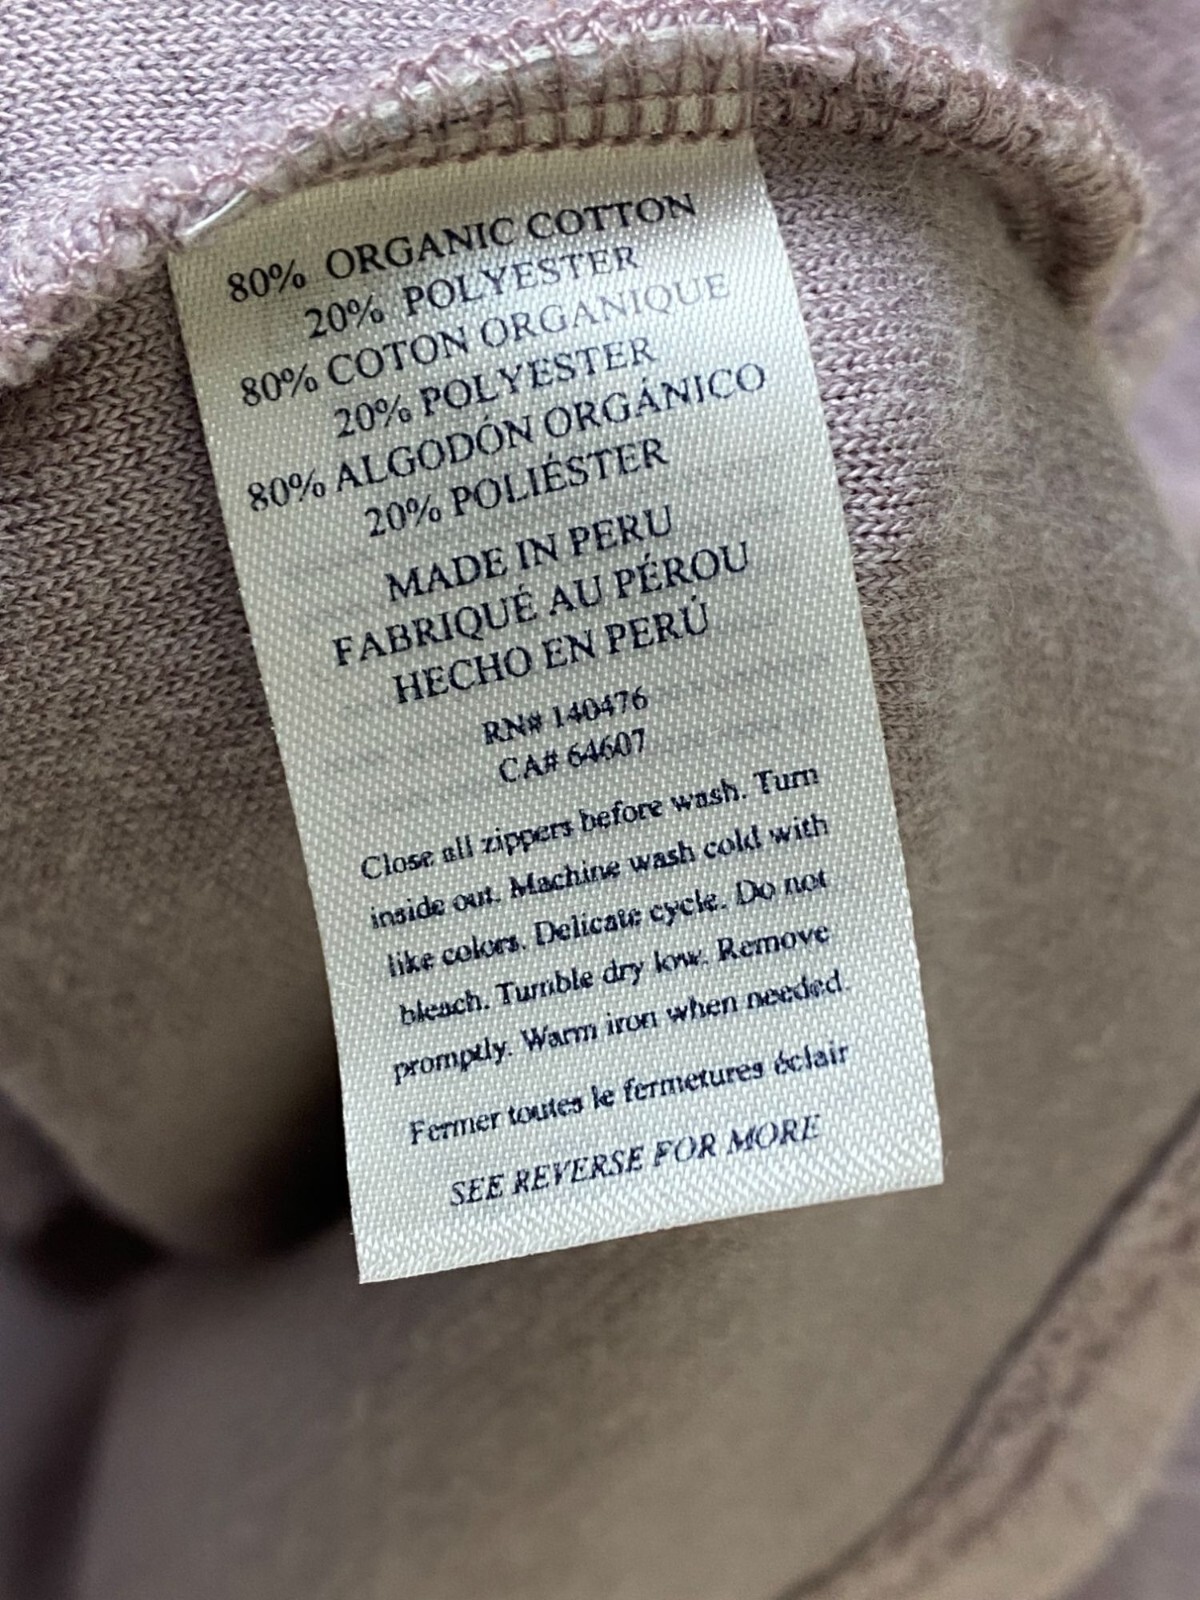 80% ORGANIC COTTON
20% POLYESTER
80% COTON ORGANIQUE
20% POLYESTER
80% ALGODÓN ORGÁNICO
20% POLIÉSTER
MADE IN PERU
FABRIQUÉ AU PÉROU
HECHO EN PERÚ
RN# 140476
CA# 64607
Close all zippers before wash. Turn
inside out. Machine wash cold with
like colors. Delicate cycle. Do not
bleach. Tumble dry low. Remove
promptly. Warm iron when needed.
Fermer toutes le fermetures éclair
SEE REVERSE FOR MORE